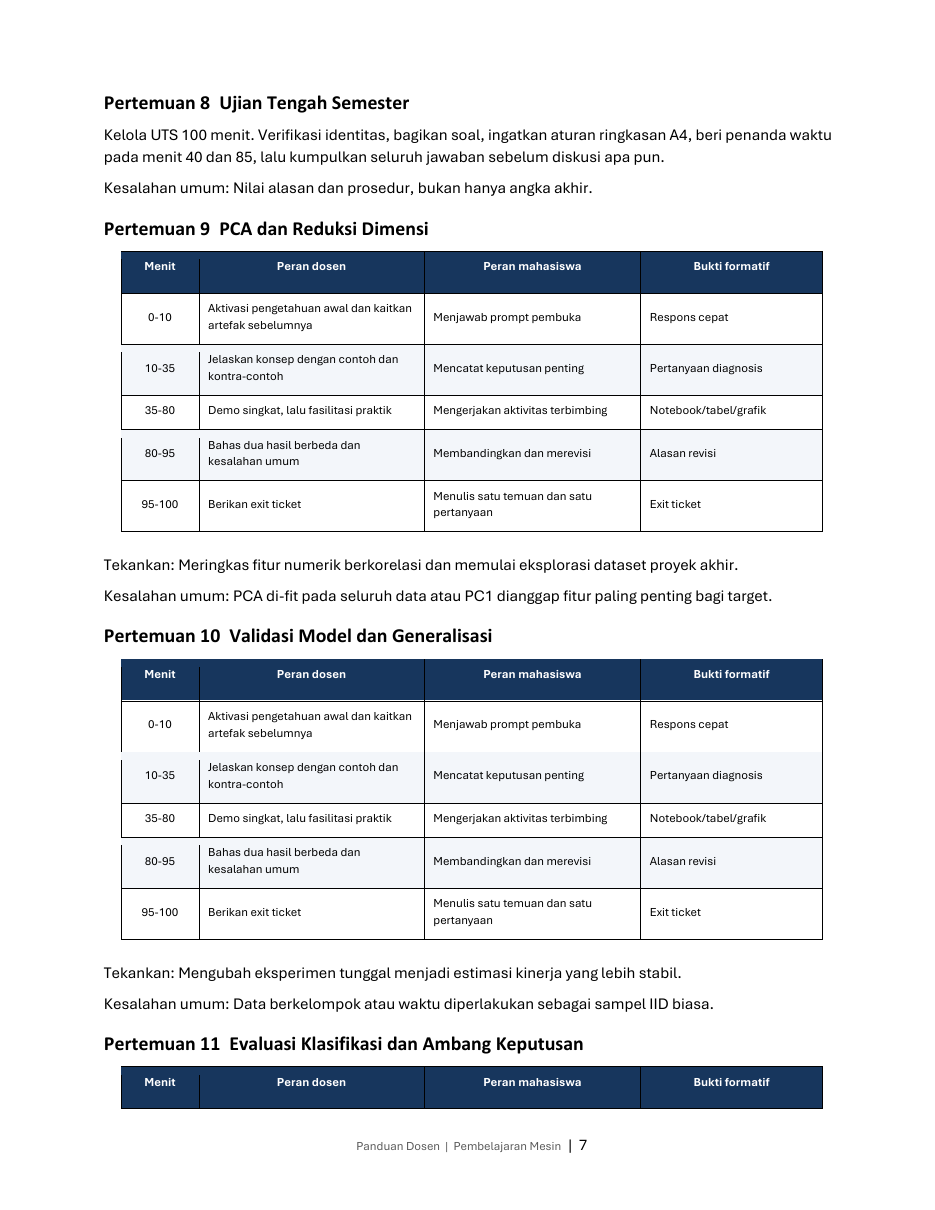 Pertemuan 8  Ujian Tengah Semester
Kelola UTS 100 menit. Verifikasi identitas, bagikan soal, ingatkan aturan ringkasan A4, beri penanda waktu
pada menit 40 dan 85, lalu kumpulkan seluruh jawaban sebelum diskusi apa pun.
Kesalahan umum: Nilai alasan dan prosedur, bukan hanya angka akhir.
Pertemuan 9  PCA dan Reduksi Dimensi
Menit Peran dosen Peran mahasiswa Bukti formatif
0-10 Aktivasi pengetahuan awal dan kaitkan artefak sebelumnya Menjawab prompt pembuka Respons cepat
10-35 Jelaskan konsep dengan contoh dan kontra-contoh Mencatat keputusan penting Pertanyaan diagnosis
35-80 Demo singkat, lalu fasilitasi praktik Mengerjakan aktivitas terbimbing Notebook/tabel/grafik
80-95 Bahas dua hasil berbeda dan kesalahan umum Membandingkan dan merevisi Alasan revisi
95-100 Berikan exit ticket Menulis satu temuan dan satu pertanyaan Exit ticket
Tekankan: Meringkas fitur numerik berkorelasi dan memulai eksplorasi dataset proyek akhir.
Kesalahan umum: PCA di-fit pada seluruh data atau PC1 dianggap fitur paling penting bagi target.
Pertemuan 10  Validasi Model dan Generalisasi
Menit Peran dosen Peran mahasiswa Bukti formatif
0-10 Aktivasi pengetahuan awal dan kaitkan artefak sebelumnya Menjawab prompt pembuka Respons cepat
10-35 Jelaskan konsep dengan contoh dan kontra-contoh Mencatat keputusan penting Pertanyaan diagnosis
35-80 Demo singkat, lalu fasilitasi praktik Mengerjakan aktivitas terbimbing Notebook/tabel/grafik
80-95 Bahas dua hasil berbeda dan kesalahan umum Membandingkan dan merevisi Alasan revisi
95-100 Berikan exit ticket Menulis satu temuan dan satu pertanyaan Exit ticket
Tekankan: Mengubah eksperimen tunggal menjadi estimasi kinerja yang lebih stabil.
Kesalahan umum: Data berkelompok atau waktu diperlakukan sebagai sampel IID biasa.
Pertemuan 11  Evaluasi Klasifikasi dan Ambang Keputusan
Menit Peran dosen Peran mahasiswa Bukti formatif
Panduan Dosen | Pembelajaran Mesin | 7